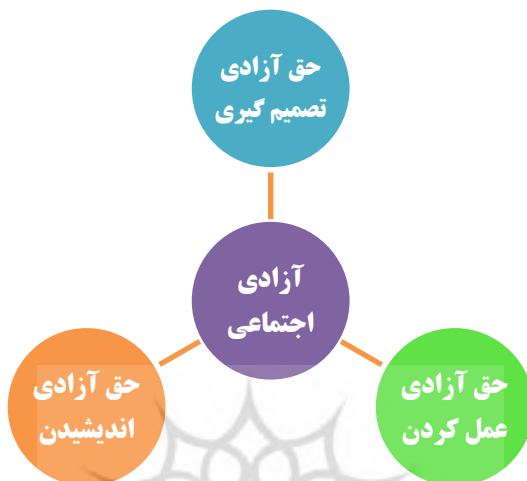 حق آزادی
تصمیم گیری
آزادی
اجتماعی
حق آزادی
عمل کردن
حق آزادی
اندیشیدن